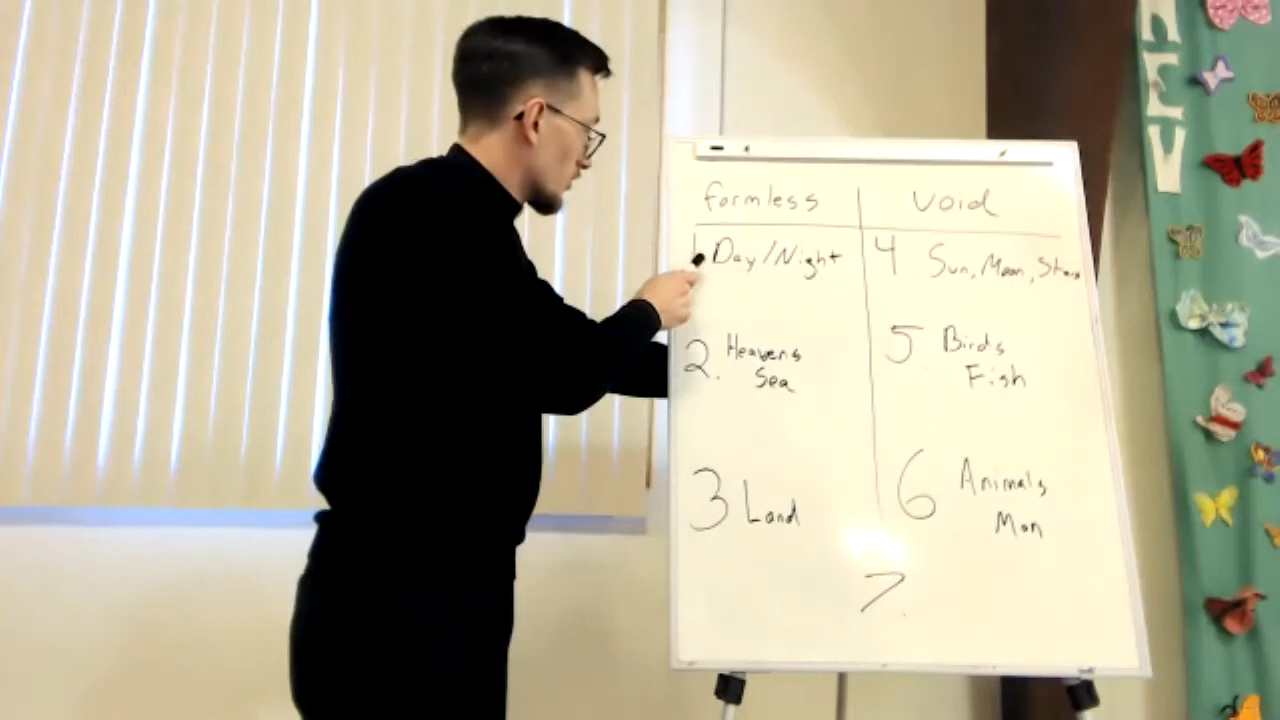 formless void
1 Day/Night 4 Sun, Moon, Stars
2. Heavens 5 Birds
Sea Fish
3 Land 6 Animals
Man
7.